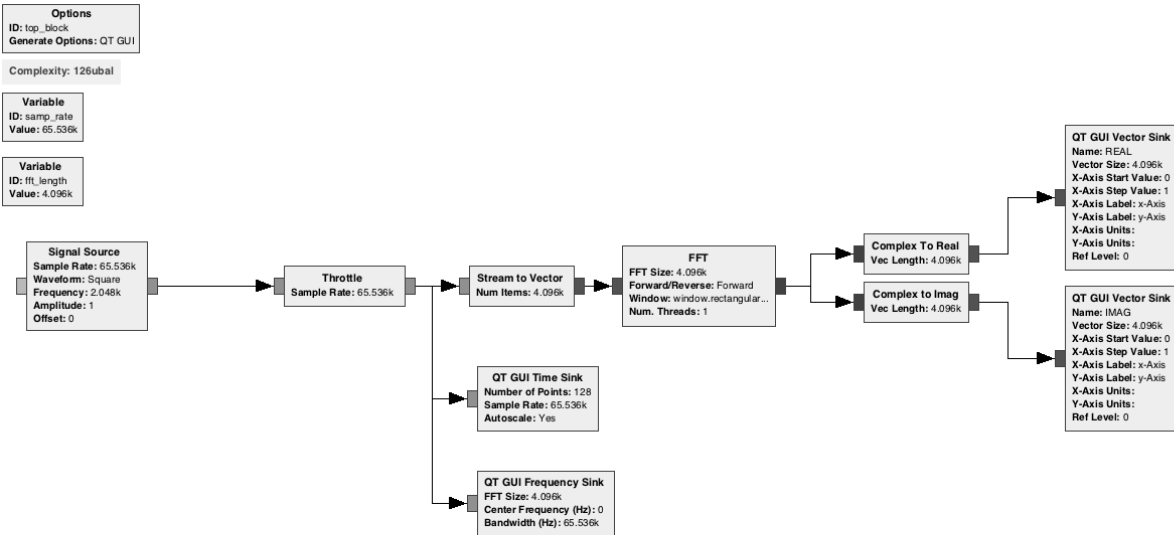 Options
ID: top_block
Generate Options: QT GUI
Complexity: 126ubal
Variable
ID: samp_rate
Value: 65.536k
Variable
ID: fft_length
Value: 4.096k
Signal Source
Sample Rate: 65.536k
Waveform: Square
Frequency: 2.048k
Amplitude: 1
Offset: 0
Throttle
Sample Rate: 65.536k
Stream to Vector
Num Items: 4.096k
FFT
FFT Size: 4.096k
Forward/Reverse: Forward
Window: window.rectangular...
Num. Threads: 1
Complex To Real
Vec Length: 4.096k
Complex to Imag
Vec Length: 4.096k
QT GUI Vector Sink
Name: REAL
Vector Size: 4.096k
X-Axis Start Value: 0
X-Axis Step Value: 1
X-Axis Label: x-Axis
Y-Axis Label: y-Axis
X-Axis Units:
Y-Axis Units:
Ref Level: 0
QT GUI Vector Sink
Name: IMAG
Vector Size: 4.096k
X-Axis Start Value: 0
X-Axis Step Value: 1
X-Axis Label: x-Axis
Y-Axis Label: y-Axis
X-Axis Units:
Y-Axis Units:
Ref Level: 0
QT GUI Time Sink
Number of Points: 128
Sample Rate: 65.536k
Autoscale: Yes
QT GUI Frequency Sink
FFT Size: 4.096k
Center Frequency (Hz): 0
Bandwidth (Hz): 65.536k